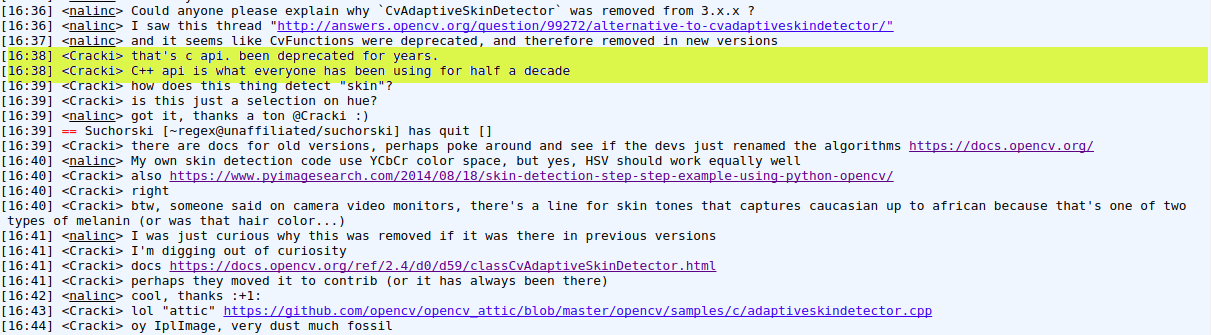 [16:36] <nalinc> Could anyone please explain why `CvAdaptiveSkinDetector` was removed from 3.x.x ?
[16:36] <nalinc> I saw this thread "http://answers.opencv.org/question/99272/alternative-to-cvadaptiveskindetector/"
[16:37] <nalinc> and it seems like CvFunctions were deprecated, and therefore removed in new versions
[16:38] <Cracki> that's c api. been deprecated for years.
[16:38] <Cracki> C++ api is what everyone has been using for half a decade
[16:39] <Cracki> how does this thing detect "skin"?
[16:39] <Cracki> is this just a selection on hue?
[16:39] <nalinc> got it, thanks a ton @Cracki :)
[16:39] == Suchorski [~regex@unaffiliated/suchorski] has quit []
[16:39] <Cracki> there are docs for old versions, perhaps poke around and see if the devs just renamed the algorithms https://docs.opencv.org/
[16:40] <nalinc> My own skin detection code use YCbCr color space, but yes, HSV should work equally well
[16:40] <Cracki> also https://www.pyimagesearch.com/2014/08/18/skin-detection-step-step-example-using-python-opencv/
[16:40] <Cracki> right
[16:40] <Cracki> btw, someone said on camera video monitors, there's a line for skin tones that captures caucasian up to african because that's one of two
types of melanin (or was that hair color...)
[16:41] <nalinc> I was just curious why this was removed if it was there in previous versions
[16:41] <Cracki> I'm digging out of curiosity
[16:41] <Cracki> docs https://docs.opencv.org/ref/2.4/d0/d59/classCvAdaptiveSkinDetector.html
[16:41] <Cracki> perhaps they moved it to contrib (or it has always been there)
[16:42] <nalinc> cool, thanks :+1:
[16:43] <Cracki> lol "attic" https://github.com/opencv/opencv_attic/blob/master/opencv/samples/c/adaptiveskindetector.cpp
[16:44] <Cracki> oy IplImage, very dust much fossil